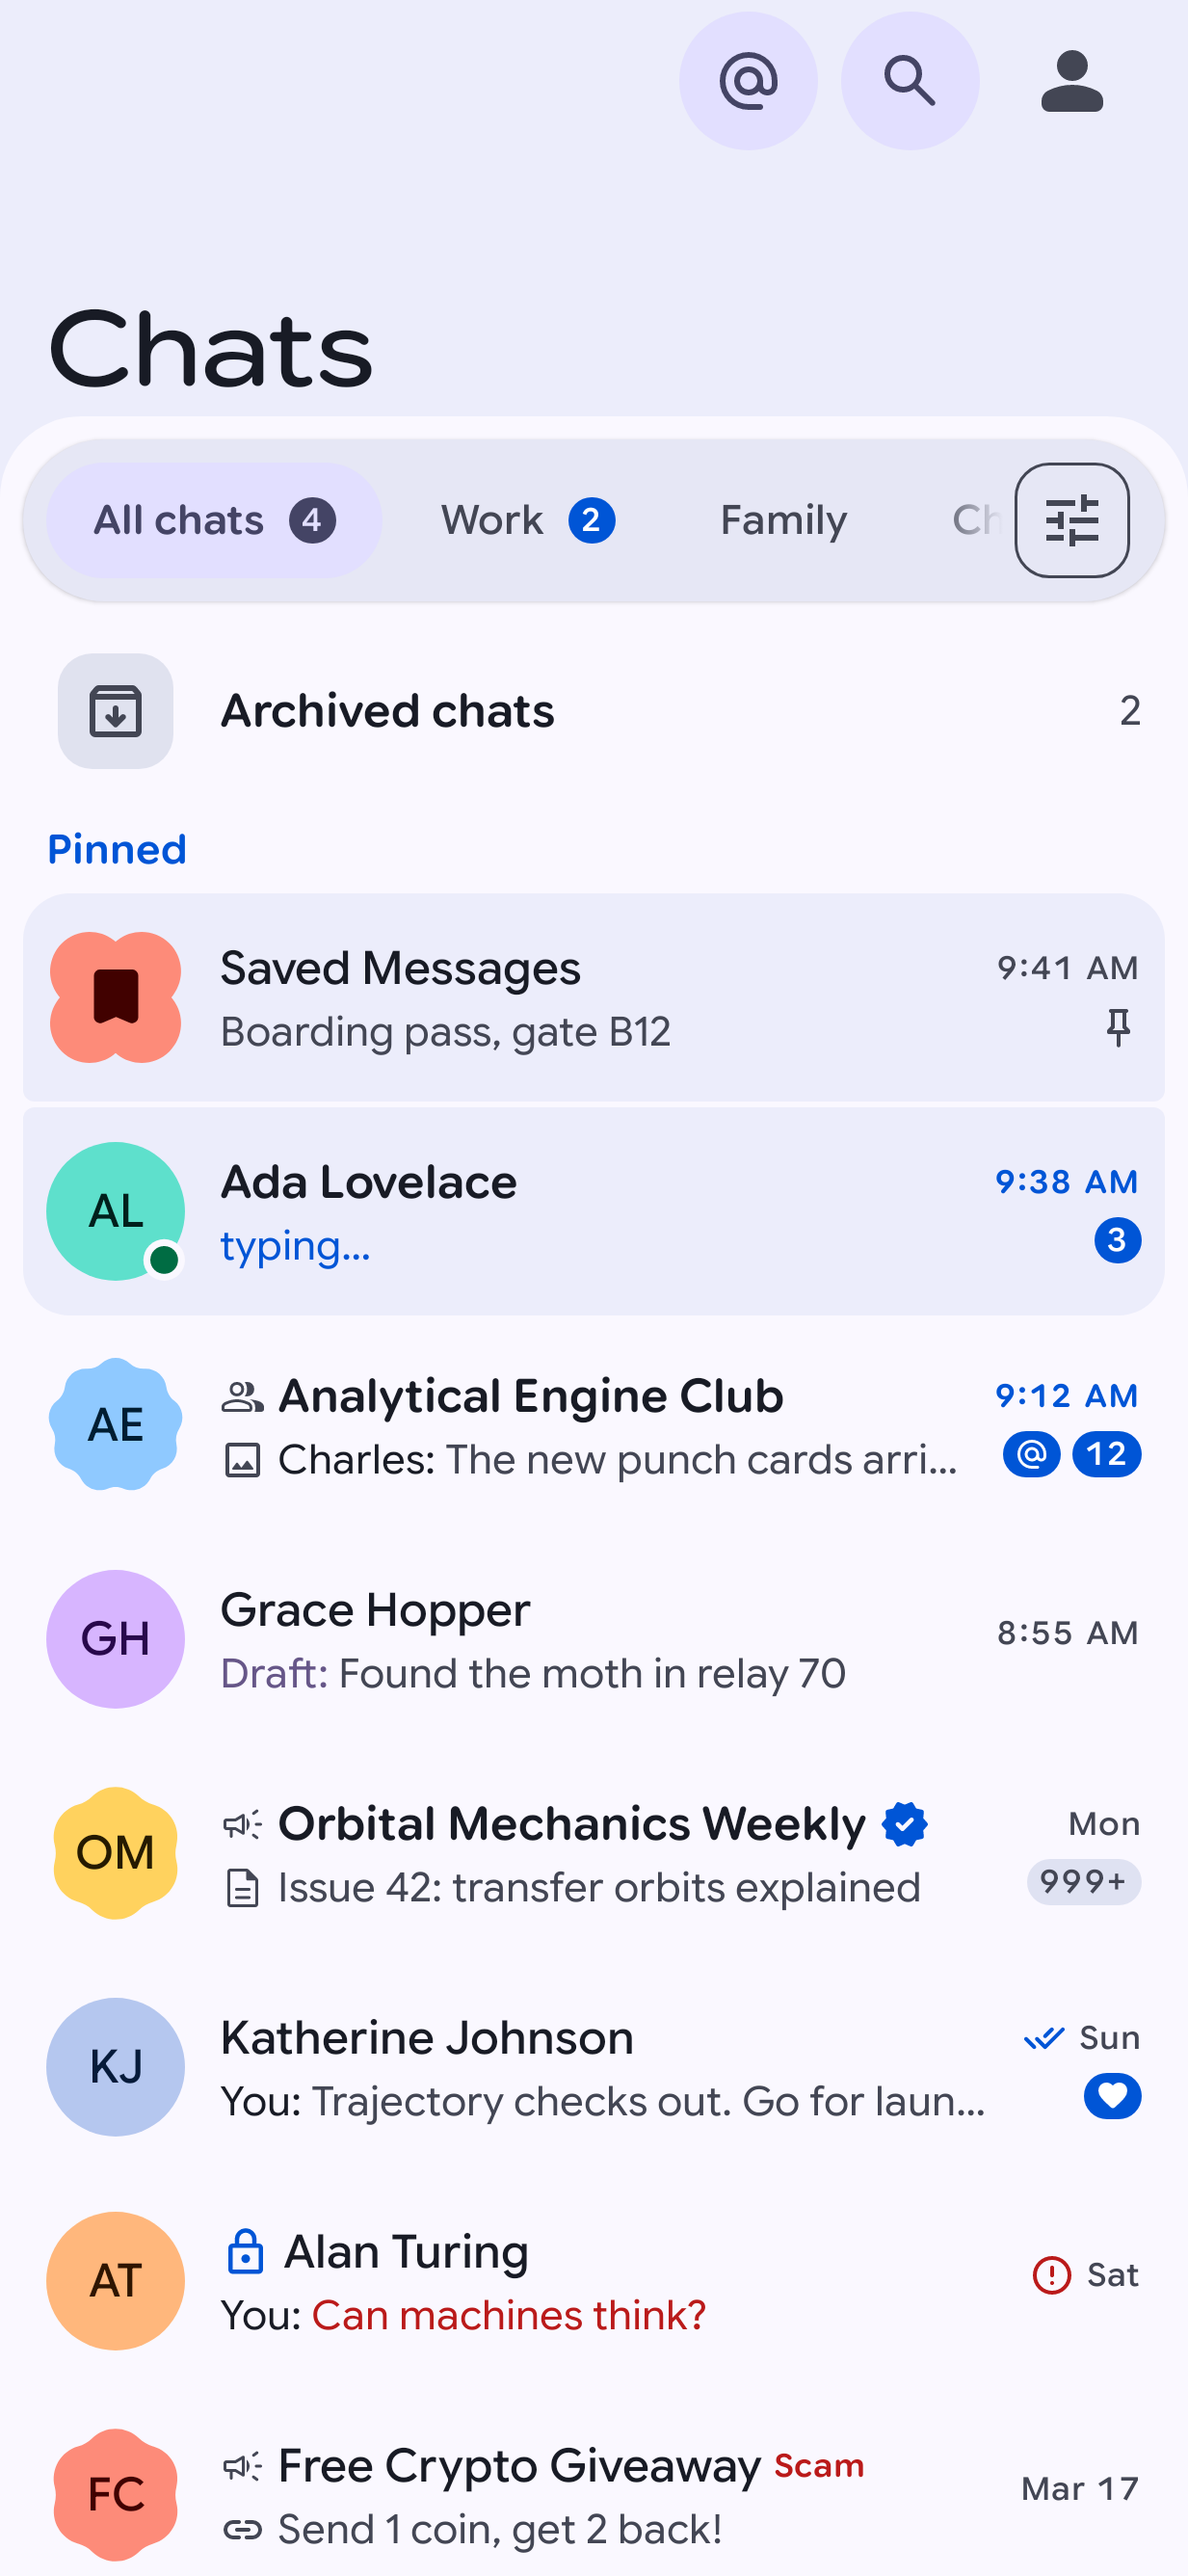 Chats
All chats 4 Work 2 Family Ch
Archived chats 2
Pinned
Saved Messages 9:41 AM
Boarding pass, gate B12
AL Ada Lovelace 9:38 AM
typing... 3
AE Analytical Engine Club 9:12 AM
Charles: The new punch cards arri... @ 12
GH Grace Hopper 8:55 AM
Draft: Found the moth in relay 70
OM Orbital Mechanics Weekly Mon
Issue 42: transfer orbits explained 999+
KJ Katherine Johnson Sun
You: Trajectory checks out. Go for laun...
AT Alan Turing Sat
You: Can machines think?
FC Free Crypto Giveaway Scam Mar 17
Send 1 coin, get 2 back!